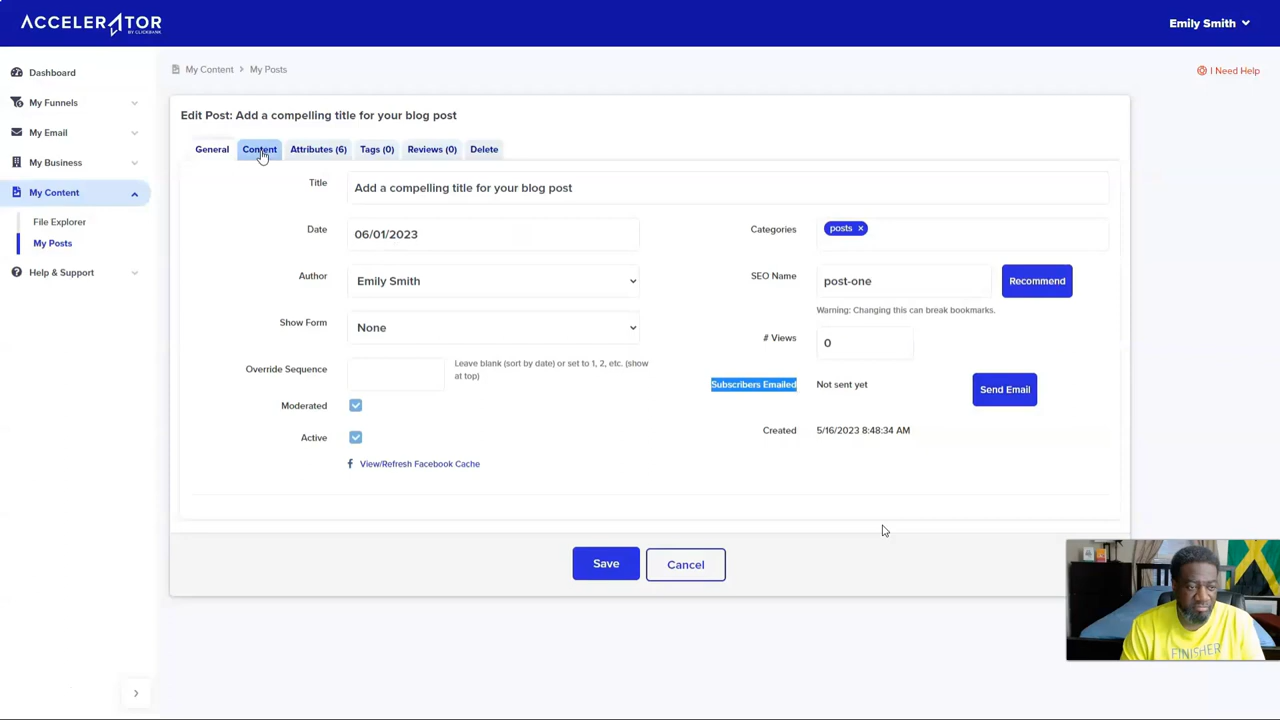 ACCELERATOR
BY CLICKBANK
Emily Smith
Dashboard
My Funnels
My Email
My Business
My Content
File Explorer
My Posts
Help & Support
My Content > My Posts
I Need Help
Edit Post: Add a compelling title for your blog post
General Content Attributes (6) Tags (0) Reviews (0) Delete
Title Add a compelling title for your blog post
Date 06/01/2023
Categories posts ×
Author Emily Smith
SEO Name post-one Recommend
Warning: Changing this can break bookmarks.
Show Form None
# Views 0
Override Sequence Leave blank (sort by date) or set to 1, 2, etc. (show
at top)
Subscribers Emailed Not sent yet Send Email
Moderated
Created 5/16/2023 8:48:34 AM
Active
View/Refresh Facebook Cache
Save Cancel
FINISHER